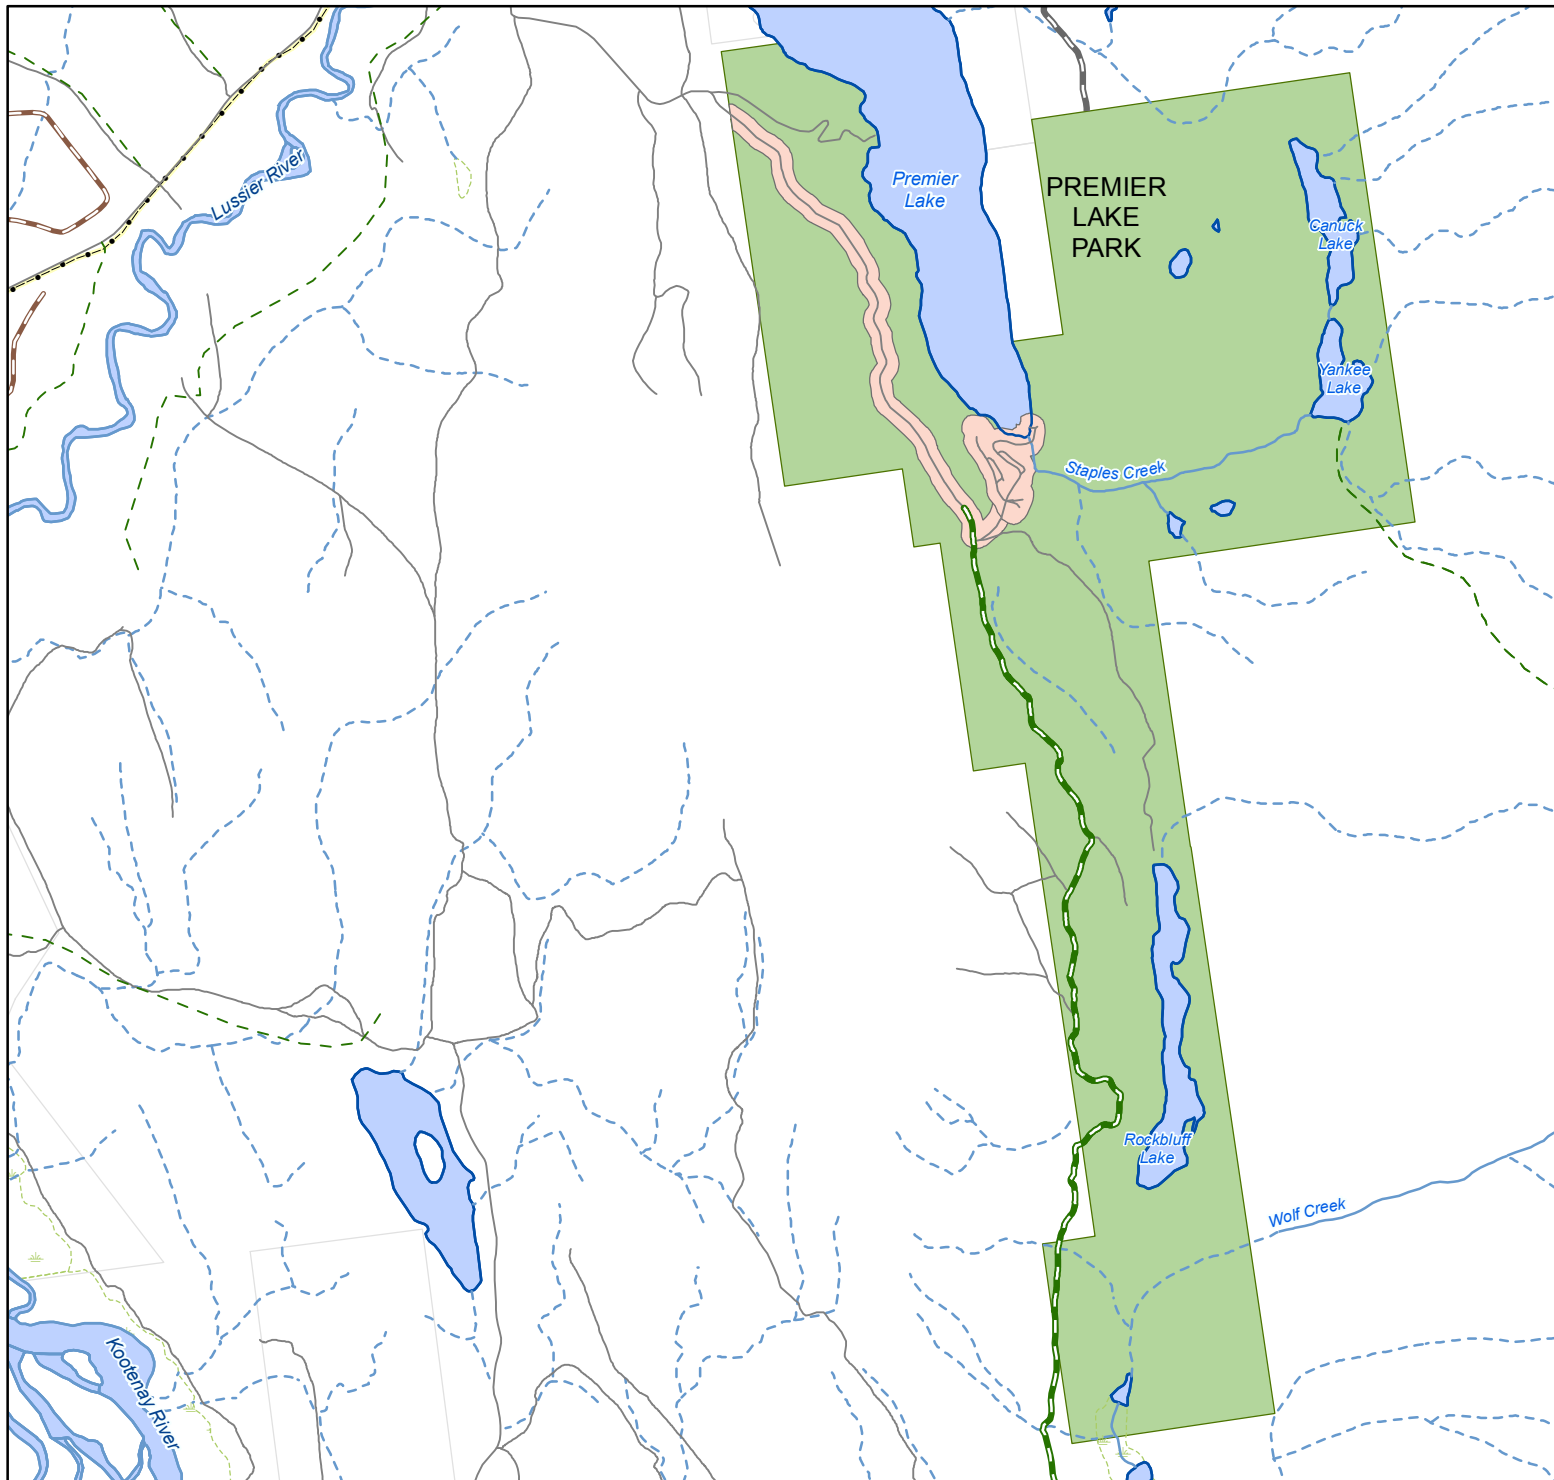 Lussier River
Premier
Lake
PREMIER
LAKE
PARK
Canuck
Lake
Yankee
Lake
Staples Creek
Rockbluff
Lake
Wolf Creek
Kootenay River